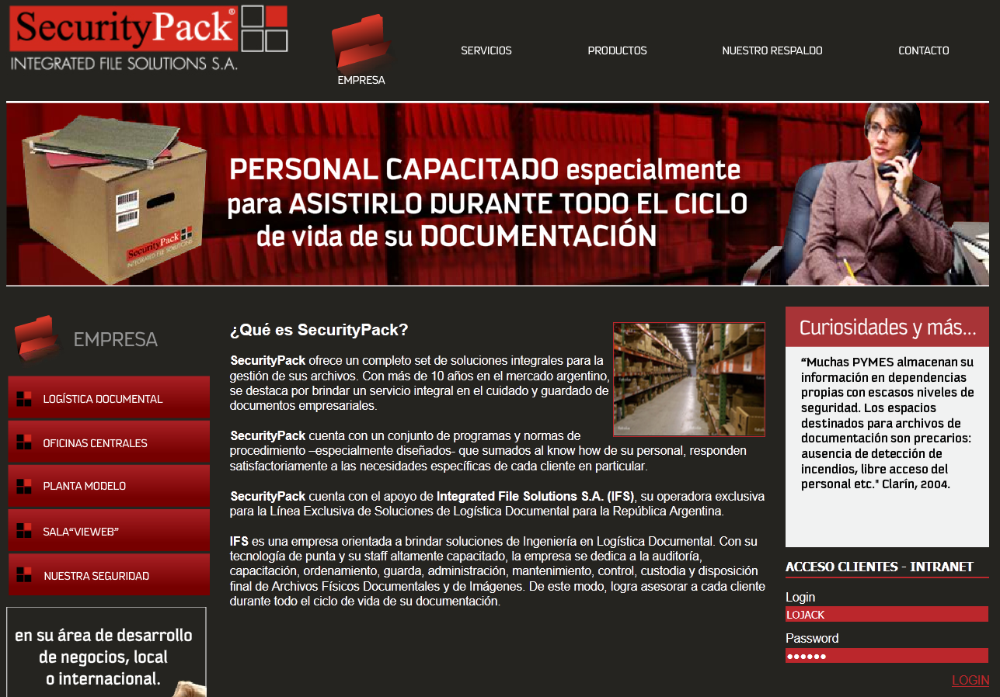 SecurityPack®
INTEGRATED FILE SOLUTIONS S.A.
EMPRESA
SERVICIOS
PRODUCTOS
NUESTRO RESPALDO
CONTACTO
PERSONAL CAPACITADO especialmente
para ASISTIRLO DURANTE TODO EL CICLO
de vida de su DOCUMENTACIÓN
SecurityPack
INTEGRATED FILE SOLUTIONS
EMPRESA
LOGÍSTICA DOCUMENTAL
OFICINAS CENTRALES
PLANTA MODELO
SALA“VIEWEB”
NUESTRA SEGURIDAD
en su área de desarrollo
de negocios, local
o internacional.
¿Qué es SecurityPack?
SecurityPack ofrece un completo set de soluciones integrales para la
gestión de sus archivos. Con más de 10 años en el mercado argentino,
se destaca por brindar un servicio integral en el cuidado y guardado de
documentos empresariales.
SecurityPack cuenta con un conjunto de programas y normas de
procedimiento –especialmente diseñados- que sumados al know how de su personal, responden
satisfactoriamente a las necesidades específicas de cada cliente en particular.
SecurityPack cuenta con el apoyo de Integrated File Solutions S.A. (IFS), su operadora exclusiva
para la Línea Exclusiva de Soluciones de Logística Documental para la República Argentina.
IFS es una empresa orientada a brindar soluciones de Ingeniería en Logística Documental. Con su
tecnología de punta y su staff altamente capacitado, la empresa se dedica a la auditoría,
capacitación, ordenamiento, guarda, administración, mantenimiento, control, custodia y disposición
final de Archivos Físicos Documentales y de Imágenes. De este modo, logra asesorar a cada cliente
durante todo el ciclo de vida de su documentación.
Curiosidades y más...
“Muchas PYMES almacenan su
información en dependencias
propias con escasos niveles de
seguridad. Los espacios
destinados para archivos de
documentación son precarios:
ausencia de detección de
incendios, libre acceso del
personal etc." Clarín, 2004.
ACCESO CLIENTES - INTRANET
Login
LOJACK
Password
●●●●●●
LOGIN